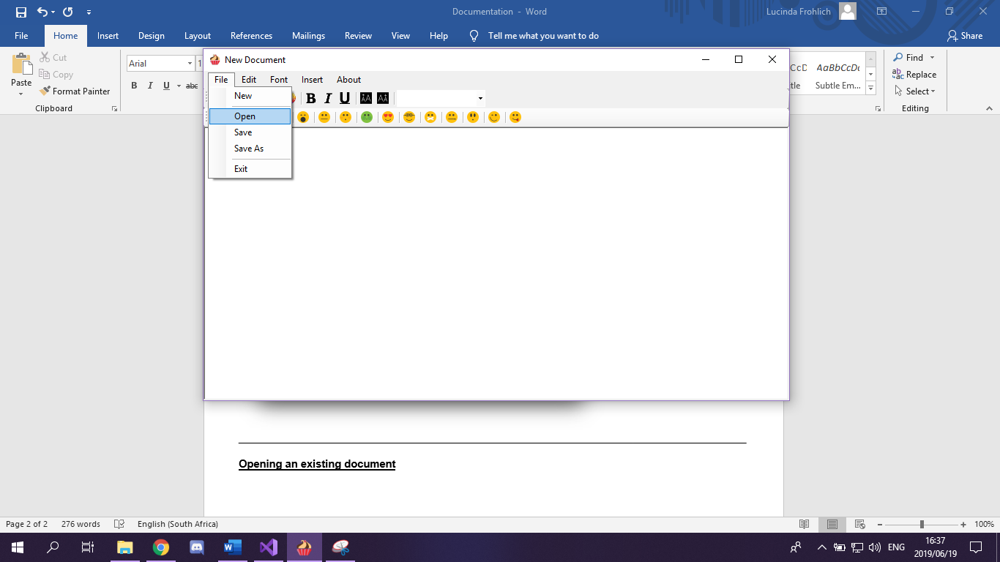 Documentation - Word
Lucinda Frohlich
File Home Insert Design Layout References Mailings Review View Help Tell me what you want to do Share
Cut
Copy
Format Painter
Paste
Clipboard
Arial
1
B I U abc
New Document
File Edit Font Insert About
New
Open
Save
Save As
Exit
B I U AA AA
AaBbCcDc
Subtle Em...
Find
Replace
Select
Editing
Opening an existing document
Page 2 of 2 276 words English (South Africa) 100%
ENG
16:37
2019/06/19